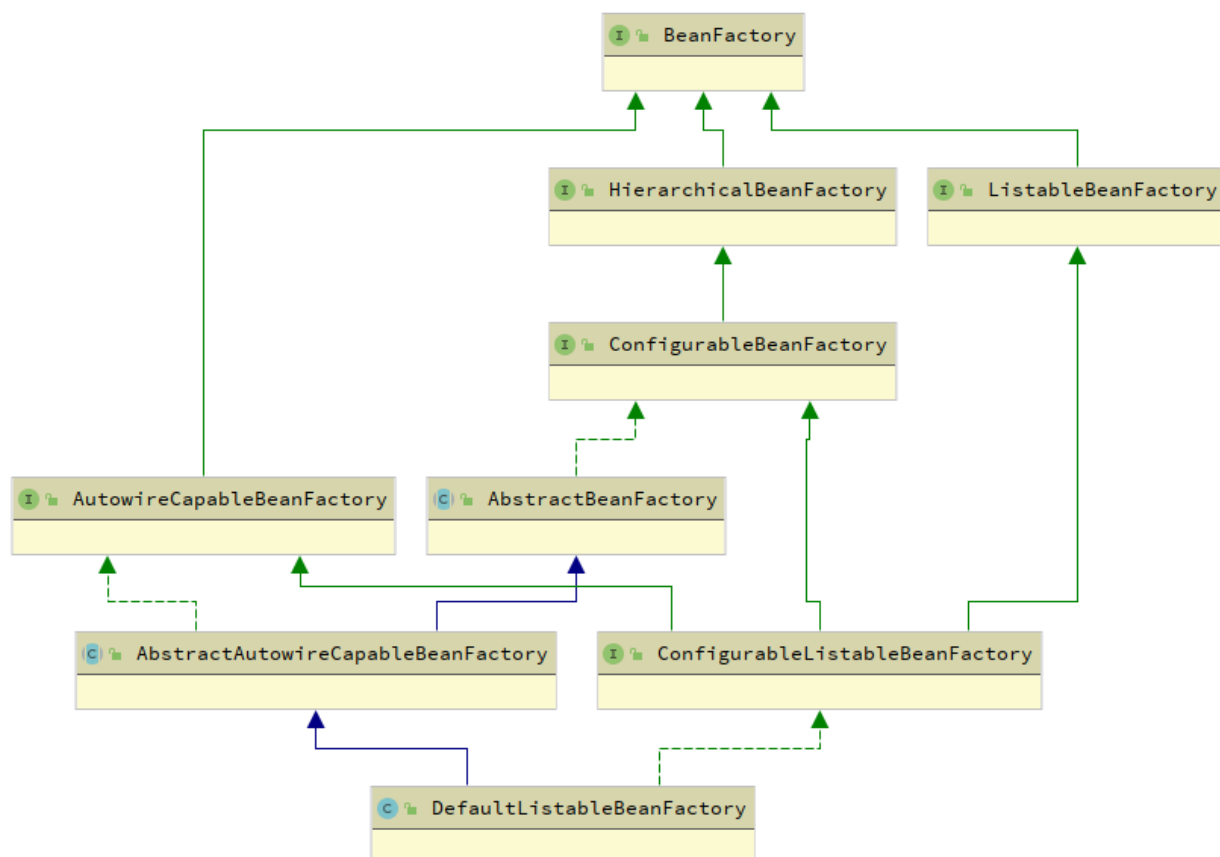 I BeanFactory
I HierarchicalBeanFactory
I ListableBeanFactory
I ConfigurableBeanFactory
I AutowireCapableBeanFactory
C AbstractBeanFactory
C AbstractAutowireCapableBeanFactory
I ConfigurableListableBeanFactory
C DefaultListableBeanFactory